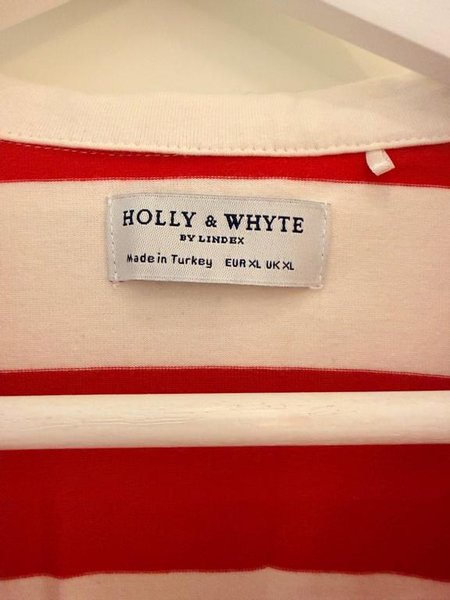 HOLLY & WHYTE
BY LINDEX
Made in Turkey EUR XL UK XL